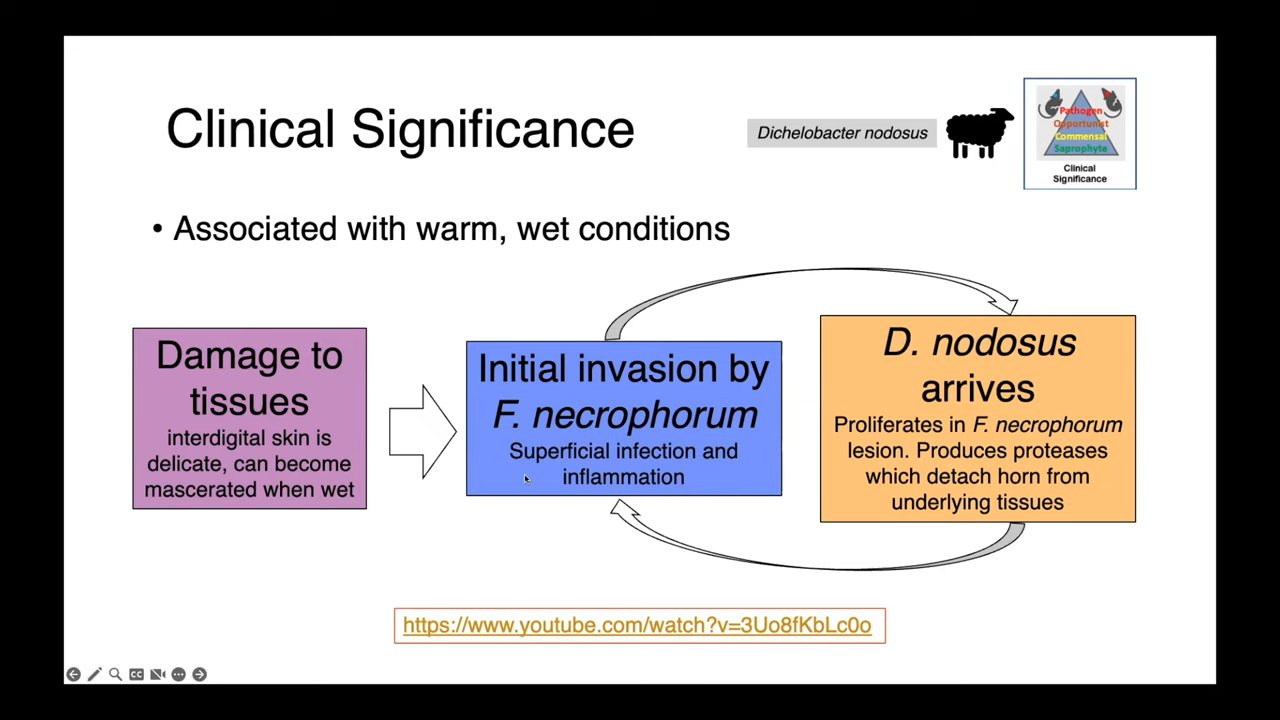 Clinical Significance
Dichelobacter nodosus
Pathogen
Opportunist
Commensal
Saprophyte
Clinical
Significance
• Associated with warm, wet conditions
Damage to
tissues
interdigital skin is
delicate, can become
mascerated when wet
Initial invasion by
F. necrophorum
Superficial infection and
inflammation
D. nodosus
arrives
Proliferates in F. necrophorum
lesion. Produces proteases
which detach horn from
underlying tissues
https://www.youtube.com/watch?v=3Uo8fKbLc0o
CC